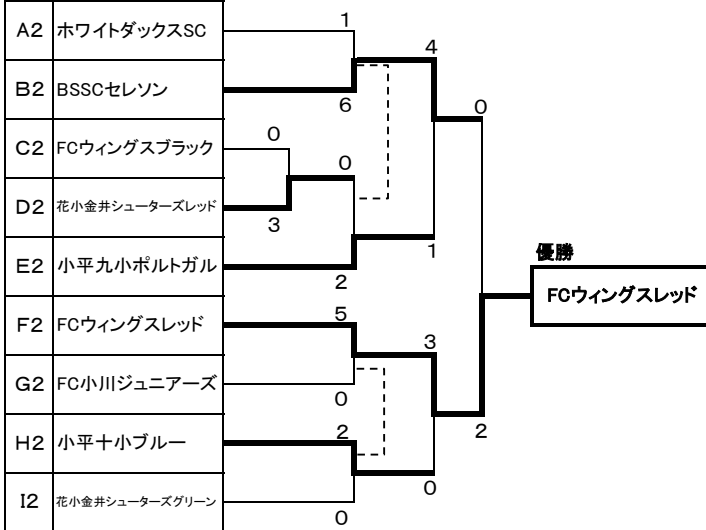 A2 ホワイトダックスSC
B2 BSSCセレソン
C2 FCウィングスブラック
D2 花小金井シューターズレッド
E2 小平九小ポルトガル
F2 FCウィングスレッド
G2 FC小川ジュニアーズ
H2 小平十小ブルー
I2 花小金井シューターズグリーン
1
6
0
3
0
2
5
0
2
0
4
1
3
0
0
2
優勝
FCウィングスレッド